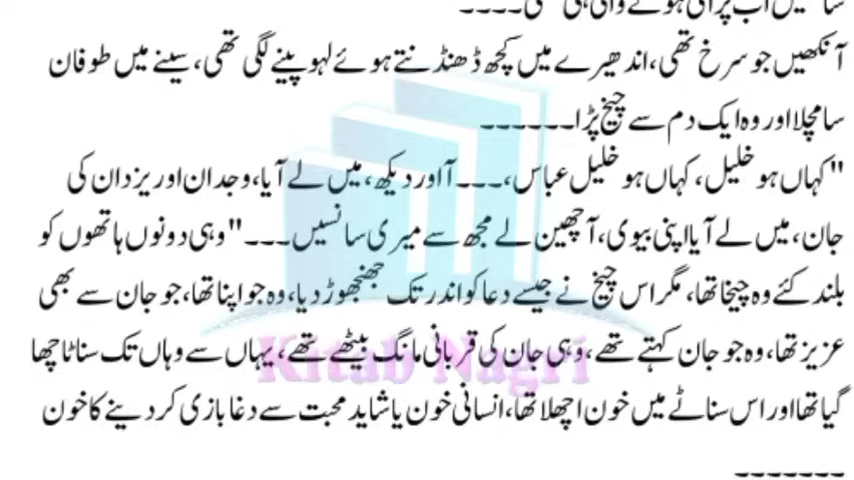 آنکھیں جو سرخ تھی، اندھیرے میں کچھ ڈھنڈنتے ہوئے لہو پینے لگی تھی، سینے میں طوفان
سا مچلا اور وہ ایک دم سے چیخ پڑا۔۔۔۔۔۔
"کہاں ہو خلیل، کہاں ہو خلیل عباس،۔۔۔ آ اور دیکھ، میں لے آیا، وجدان اور یزدان کی
جان، میں لے آیا اپنی بیوی، آ چھین لے مجھ سے میری سانسیں۔۔۔" وہی دونوں ہاتھوں کو
بلند کئے وہ چیخا تھا، مگر اس چیخ نے جیسے دعا کو اندر تک جھنجھوڑ دیا، وہ جو اپنا تھا، جو جان سے بھی
عزیز تھا، وہ جو جان کہتے تھے، وہی جان کی قربانی مانگ بیٹھے تھے، یہاں سے وہاں تک سناٹا چھا
گیا تھا اور اس سناٹے میں خون اچھلا تھا، انسانی خون یا شاید محبت سے دغا بازی کر دینے کا خون
۔۔۔۔۔۔۔
Kitab Nagri